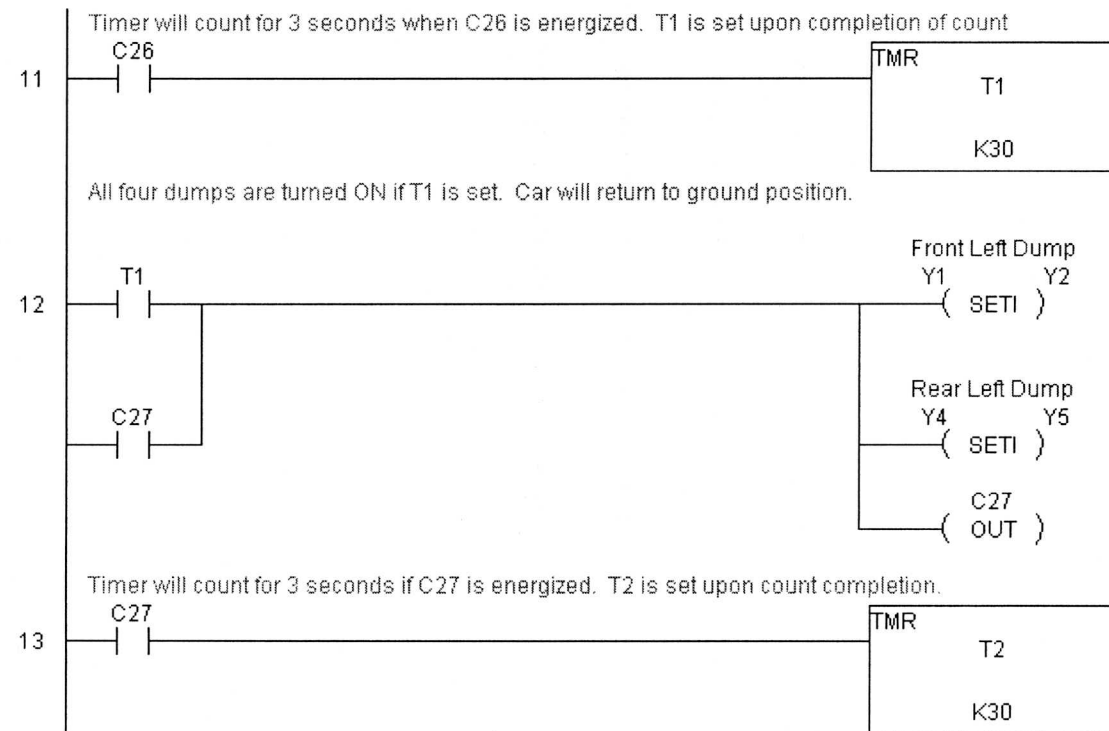 Timer will count for 3 seconds when C26 is energized.  T1 is set upon completion of count
C26
11
TMR
T1
K30
All four dumps are turned ON if T1 is set.  Car will return to ground position.
Front Left Dump
T1
Y1 Y2
12
( SETI )
Rear Left Dump
C27
Y4 Y5
( SETI )
C27
( OUT )
Timer will count for 3 seconds if C27 is energized.  T2 is set upon count completion.
C27
13
TMR
T2
K30